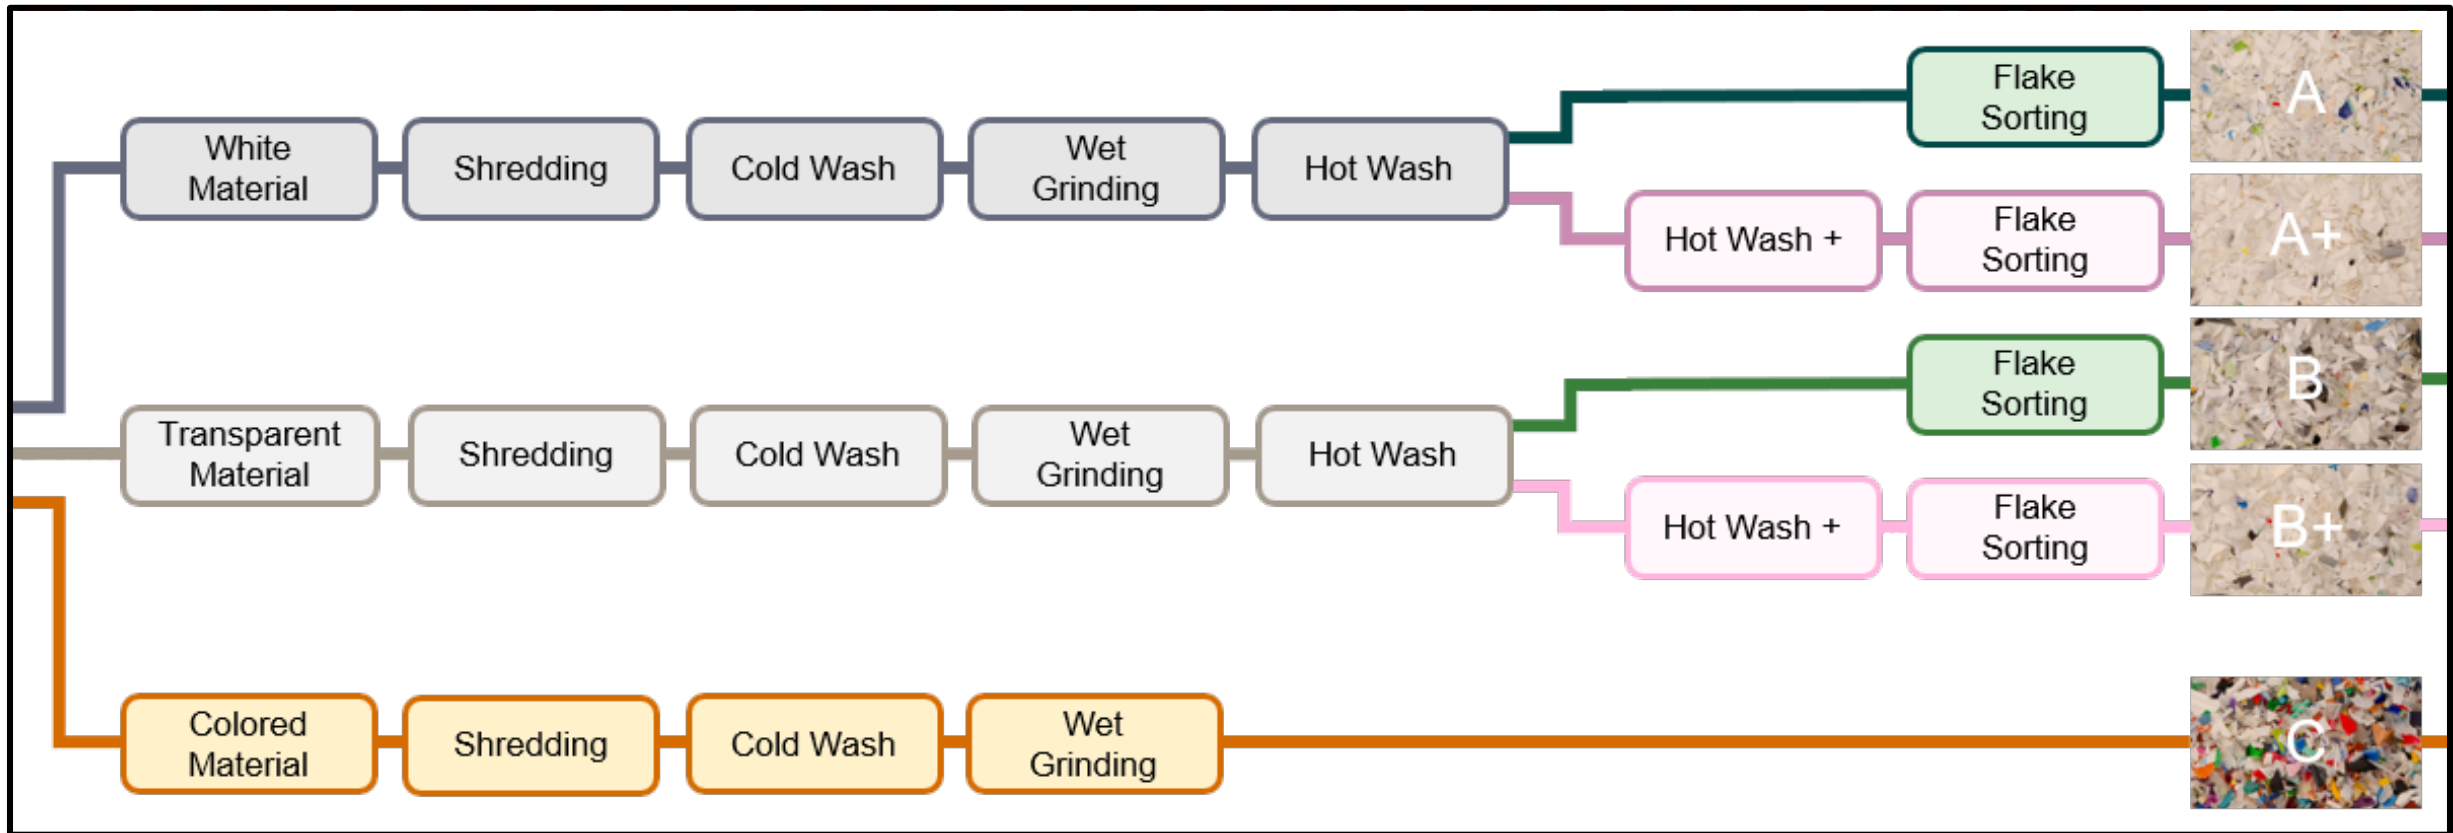 White
Material
Shredding
Cold Wash
Wet
Grinding
Hot Wash
Flake
Sorting
A
Hot Wash +
Flake
Sorting
A+
Transparent
Material
Shredding
Cold Wash
Wet
Grinding
Hot Wash
Flake
Sorting
B
Hot Wash +
Flake
Sorting
B+
Colored
Material
Shredding
Cold Wash
Wet
Grinding
C